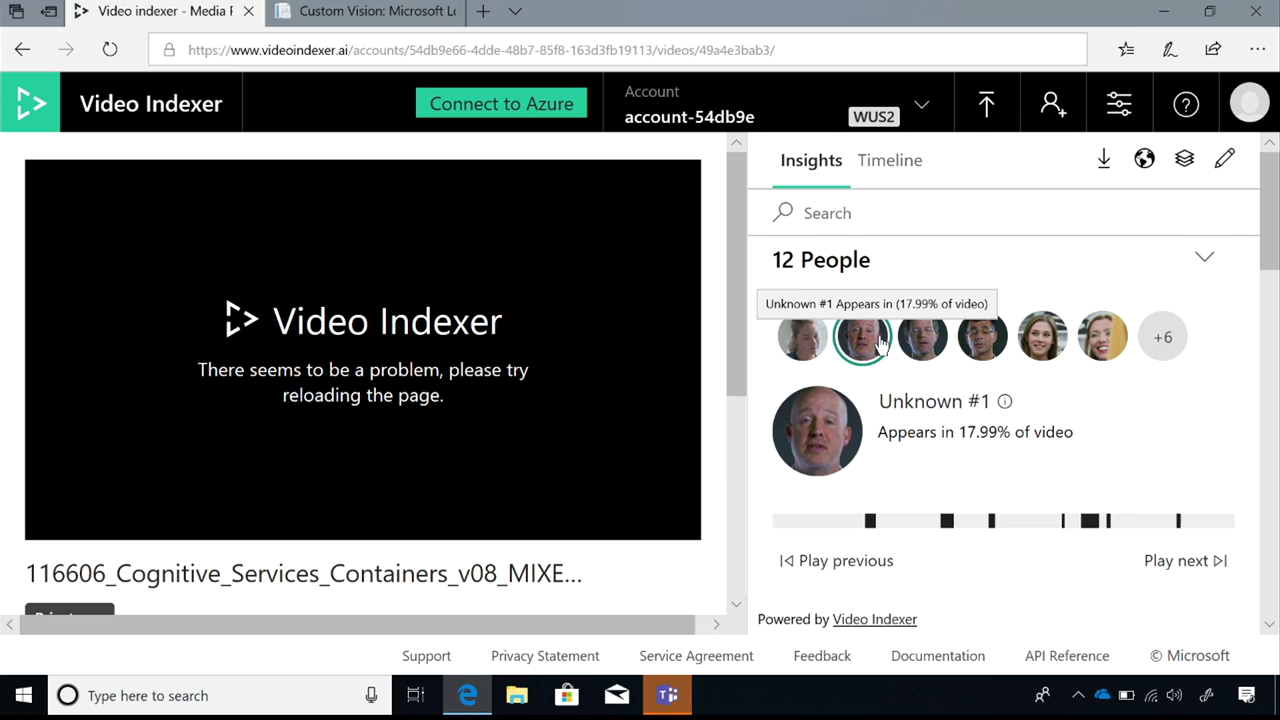 Video indexer - Media F
Custom Vision: Microsoft Lo
https://www.videoindexer.ai/accounts/54db9e66-4dde-48b7-85f8-163d3fb19113/videos/49a4e3bab3/
Video Indexer
Connect to Azure
Account
account-54db9e
WUS2
Insights
Timeline
Search
12 People
Unknown #1 Appears in (17.99% of video)
+6
Unknown #1
Appears in 17.99% of video
Play previous
Play next
Powered by Video Indexer
Video Indexer
There seems to be a problem, please try
reloading the page.
116606_Cognitive_Services_Containers_v08_MIXE...
Support
Privacy Statement
Service Agreement
Feedback
Documentation
API Reference
© Microsoft
Type here to search